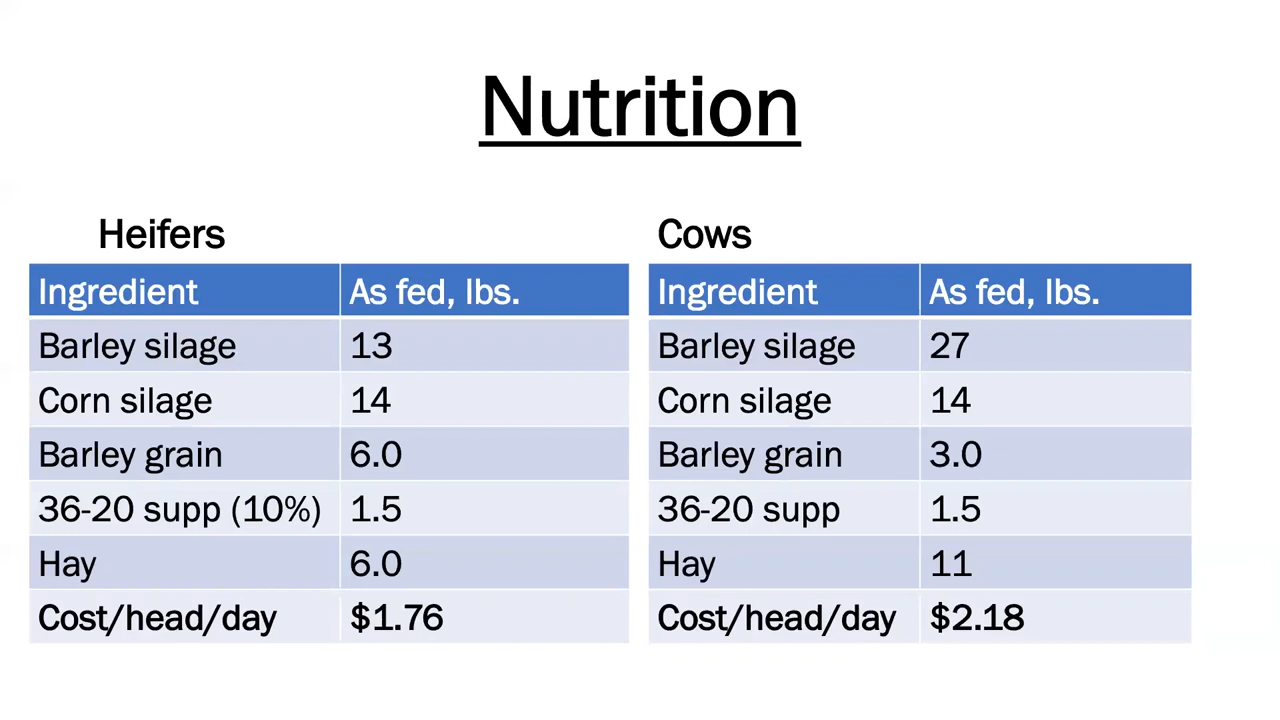 Nutrition
Heifers
Ingredient As fed, lbs.
Barley silage 13
Corn silage 14
Barley grain 6.0
36-20 supp (10%) 1.5
Hay 6.0
Cost/head/day $1.76
Cows
Ingredient As fed, lbs.
Barley silage 27
Corn silage 14
Barley grain 3.0
36-20 supp 1.5
Hay 11
Cost/head/day $2.18